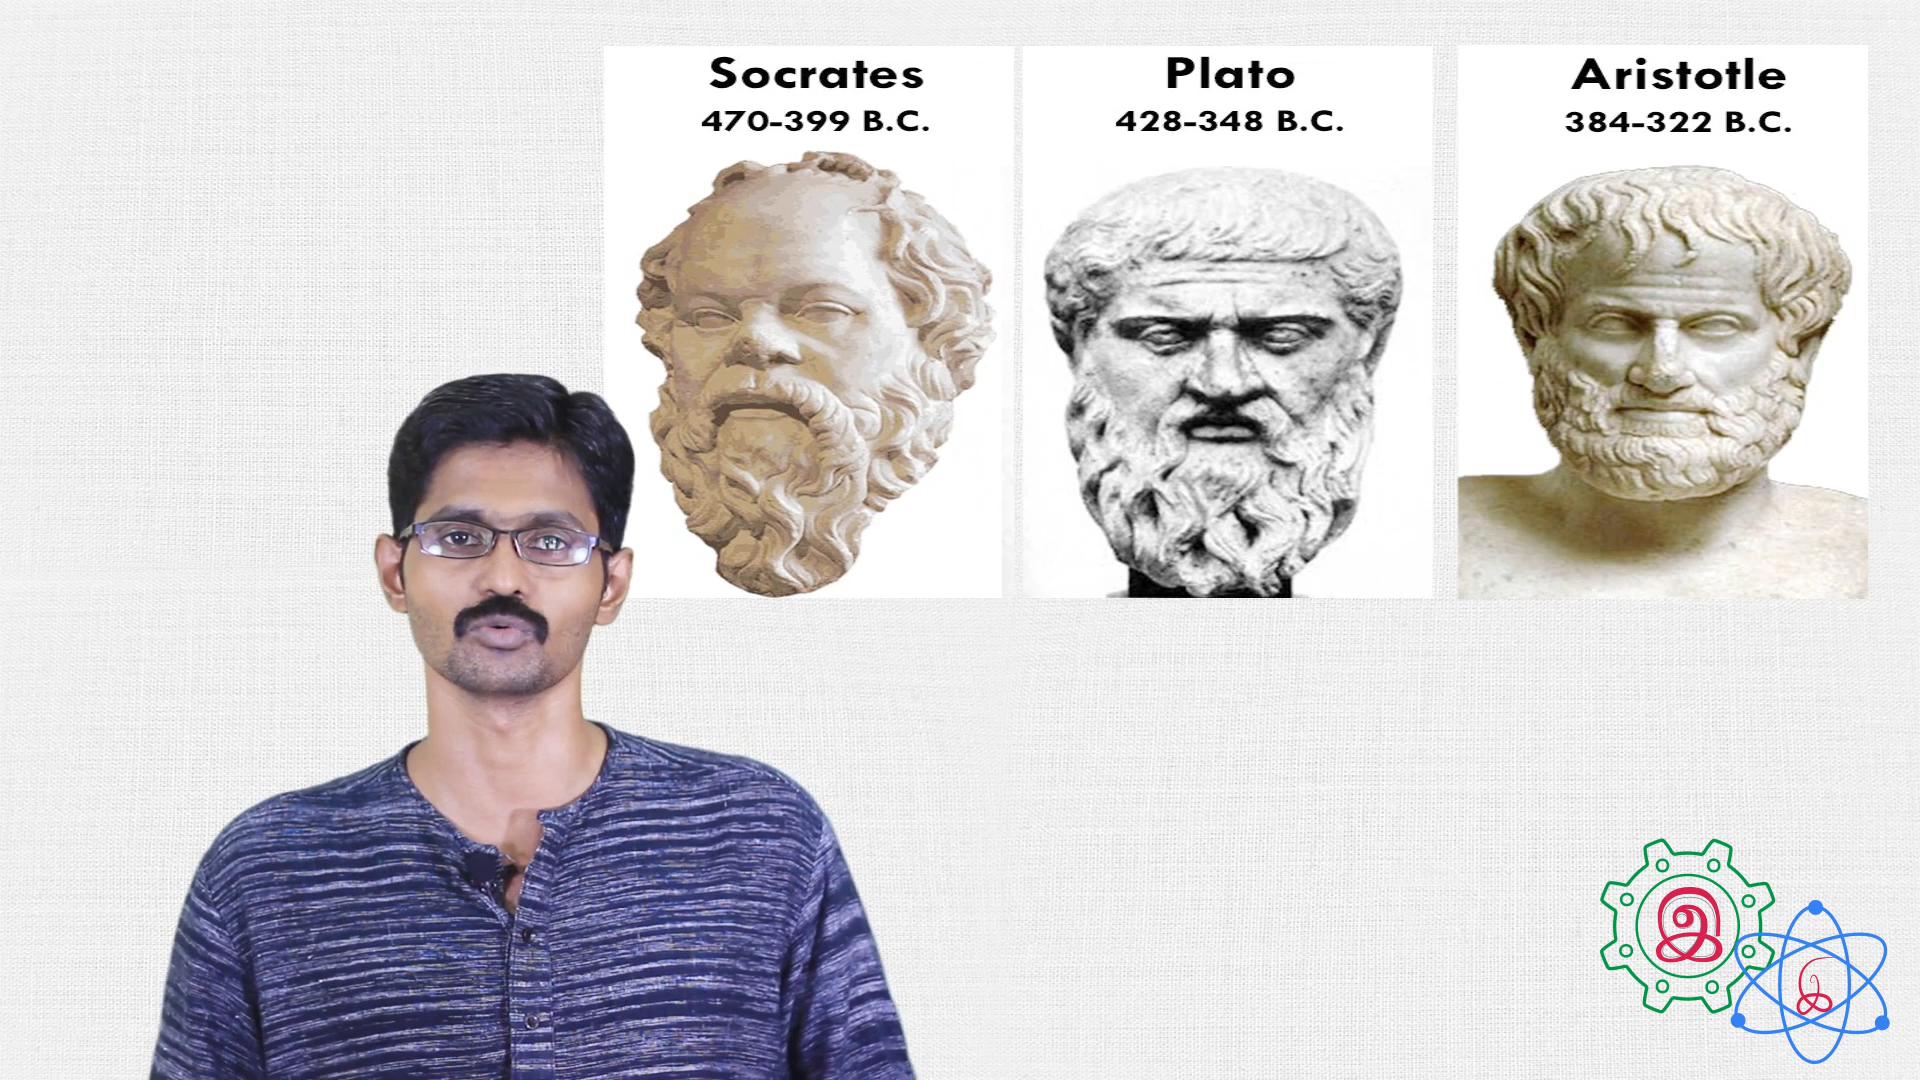 Socrates
470-399 B.C.
Plato
428-348 B.C.
Aristotle
384-322 B.C.
இ
இ